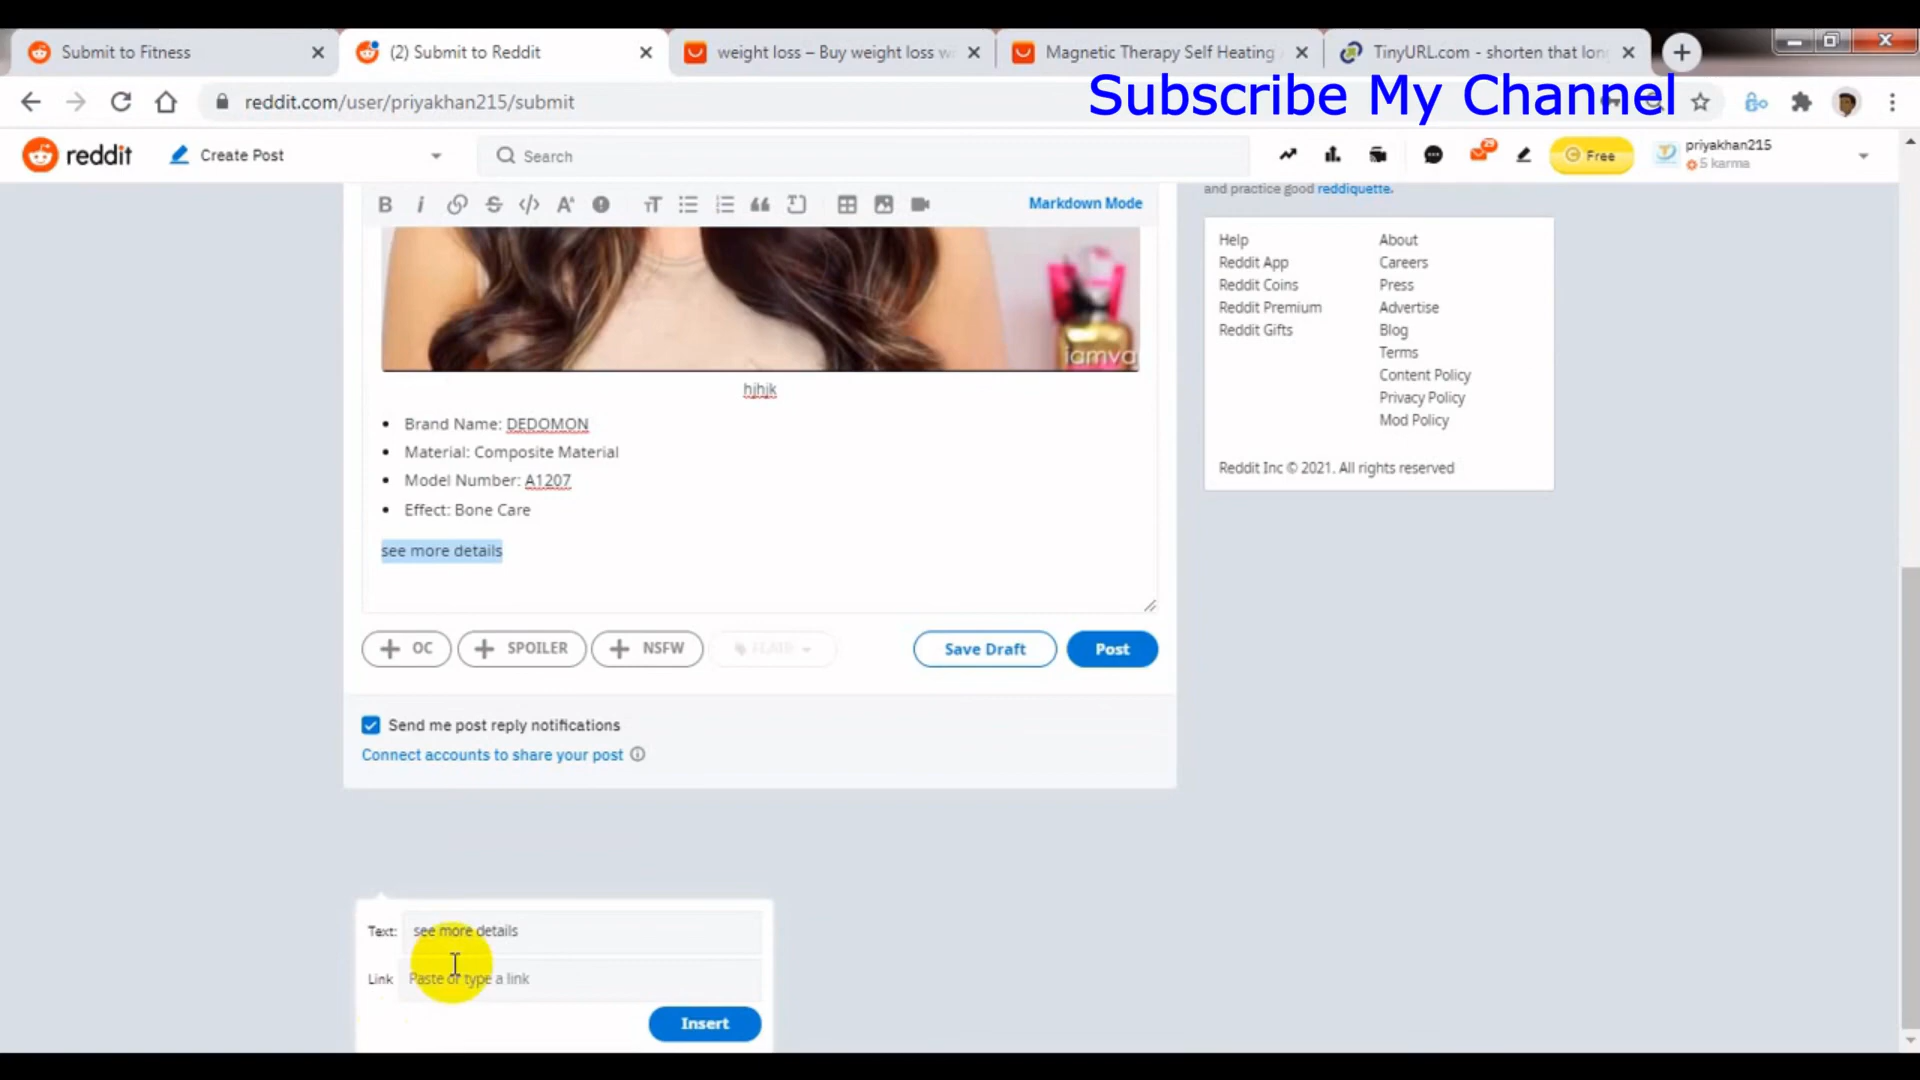 Submit to Fitness
(2) Submit to Reddit
weight loss – Buy weight loss w
Magnetic Therapy Self Heating
TinyURL.com - shorten that lon
reddit.com/user/priyakhan215/submit
Subscribe My Channel
reddit
Create Post
Search
Free
priyakhan215
5 karma
Markdown Mode
and practice good reddiquette.
iamva
hjhjk
Brand Name: DEDOMON
Material: Composite Material
Model Number: A1207
Effect: Bone Care
see more details
OC
SPOILER
NSFW
FLAIR
Save Draft
Post
Send me post reply notifications
Connect accounts to share your post
Help
Reddit App
Reddit Coins
Reddit Premium
Reddit Gifts
About
Careers
Press
Advertise
Blog
Terms
Content Policy
Privacy Policy
Mod Policy
Reddit Inc © 2021. All rights reserved
Text: see more details
Link Paste or type a link
Insert